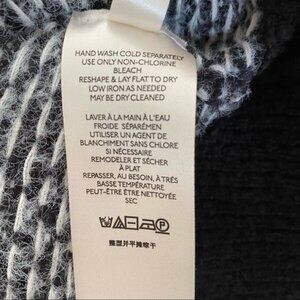 HAND WASH COLD SEPARATELY
USE ONLY NON-CHLORINE
BLEACH
RESHAPE & LAY FLAT TO DRY
LOW IRON AS NEEDED
MAY BE DRY CLEANED
LAVER À LA MAIN À L'EAU
FROIDE SÉPARÉMEN
UTILISER UN AGENT DE
BLANCHIMENT SANS CHLORE
SI NÉCESSAIRE
REMODELER ET SÉCHER
À PLAT
REPASSER, AU BESOIN, À TRÈS
BASSE TEMPÉRATURE
PEUT-ÊTRE ÊTRE NETTOYÉE
SEC